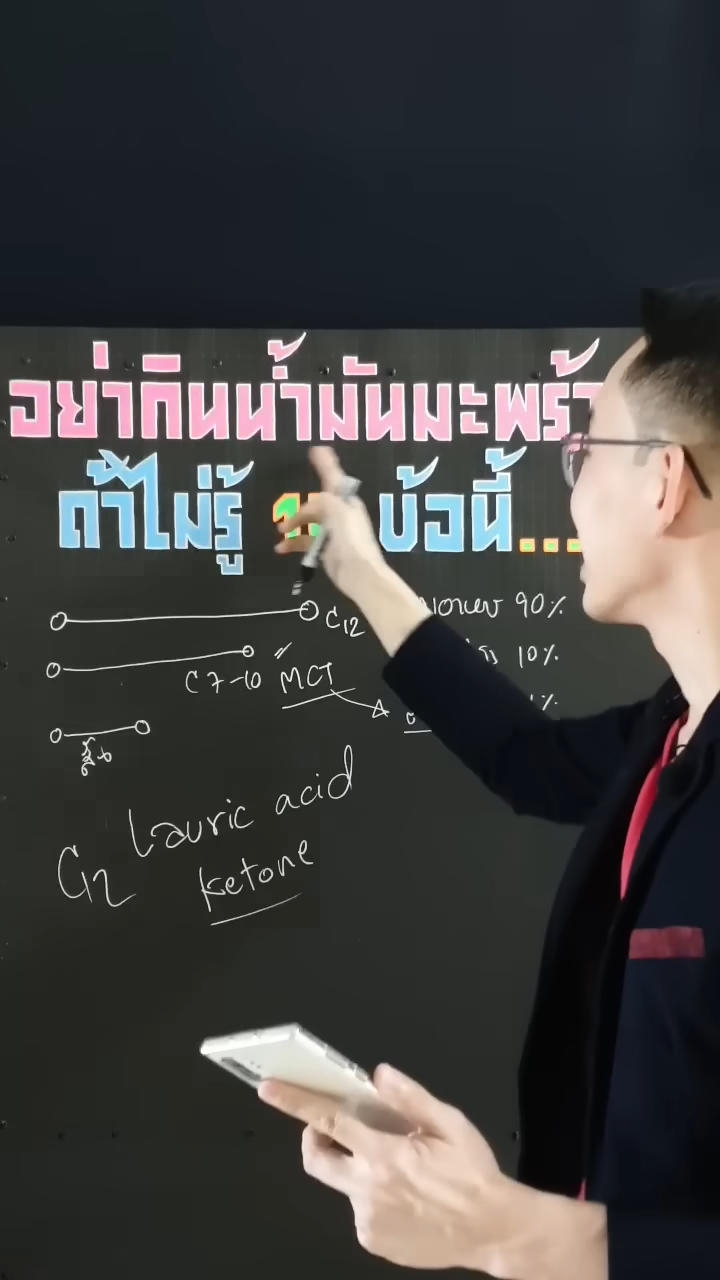 อย่ากินน้ำมันมะพร้า
ถ้าไม่รู้ บ้อนี้...
C12 90%
C7-10 MCT 10%
%
สั้น
C12 Lauric acid
ketone